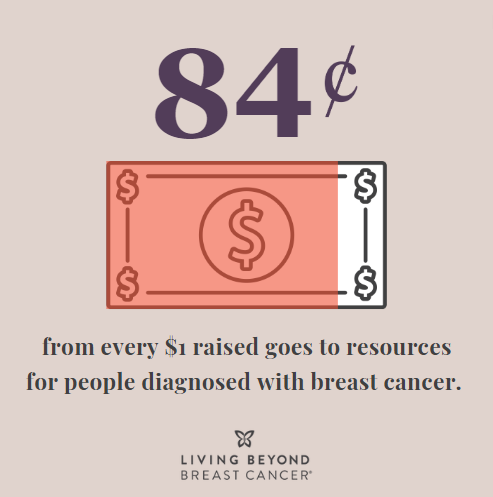 84¢
$ $
$
$ $
from every $1 raised goes to resources
for people diagnosed with breast cancer.
LIVING BEYOND
BREAST CANCER®